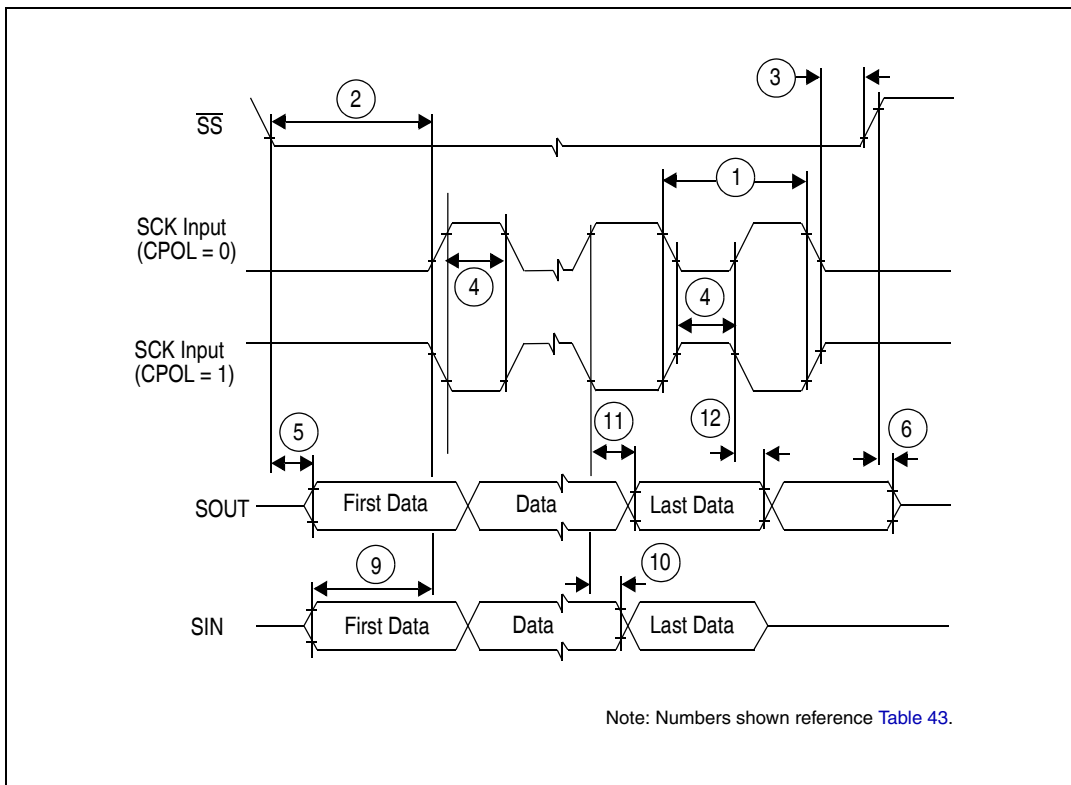 3
2
SS
1
SCK Input
(CPOL = 0)
4
4
SCK Input
(CPOL = 1)
5
11
12
6
SOUT
First Data
Data
Last Data
9
10
SIN
First Data
Data
Last Data
Note: Numbers shown reference Table 43.